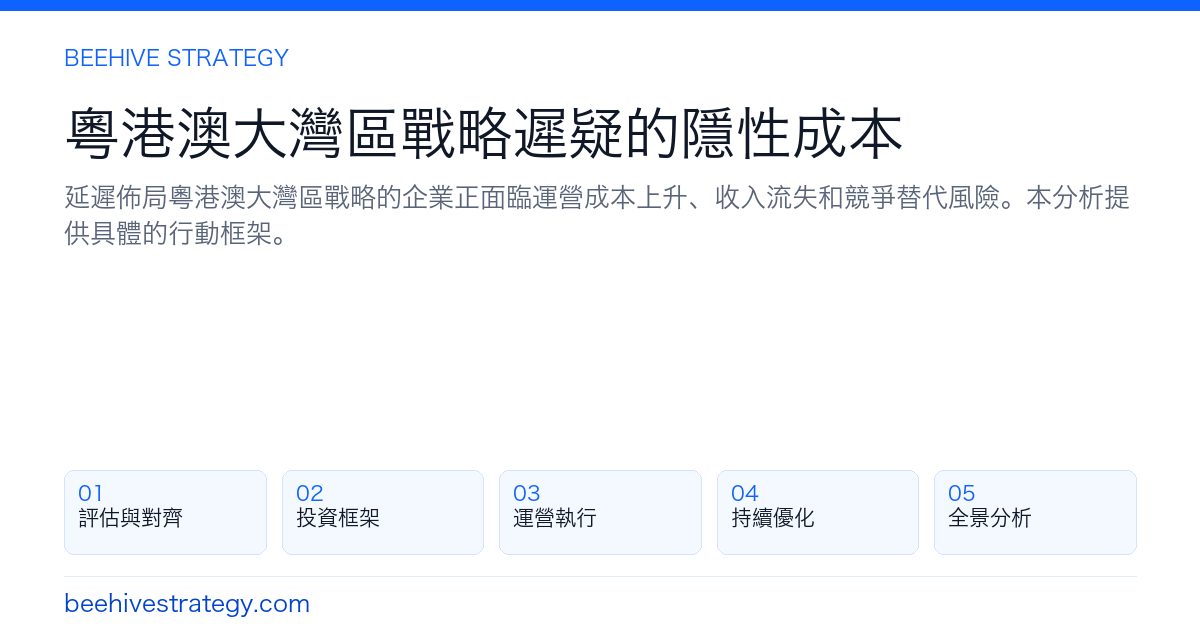 BEEHIVE STRATEGY
粵港澳大灣區戰略遲疑的隱性成本
延遲佈局粵港澳大灣區戰略的企業正面臨運營成本上升、收入流失和競爭替代風險。本分析提
供具體的行動框架。
01
評估與對齊
02
投資框架
03
運營執行
04
持續優化
05
全景分析
beehivestrategy.com